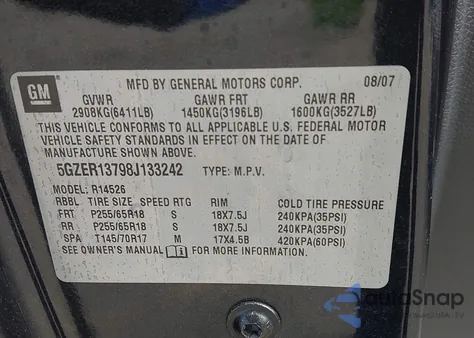 GM
MFD BY GENERAL MOTORS CORP. 08/07
GVWR GAWR FRT GAWR RR
2908KG(6411LB) 1450KG(3196LB) 1600KG(3527LB)
THIS VEHICLE CONFORMS TO ALL APPLICABLE U.S. FEDERAL MOTOR
VEHICLE SAFETY STANDARDS IN EFFECT ON THE DATE OF
MANUFACTURE SHOWN ABOVE.
5GZER13798J133242 TYPE: M.P.V.
MODEL: R14526
RBBL TIRE SIZE SPEED RTG RIM COLD TIRE PRESSURE
FRT P255/65R18 S 18X7.5J 240KPA(35PSI)
RR P255/65R18 S 18X7.5J 240KPA(35PSI)
SPA T145/70R17 M 17X4.5B 420KPA(60PSI)
SEE OWNER'S MANUAL FOR MORE INFORMATION
AutoSnap